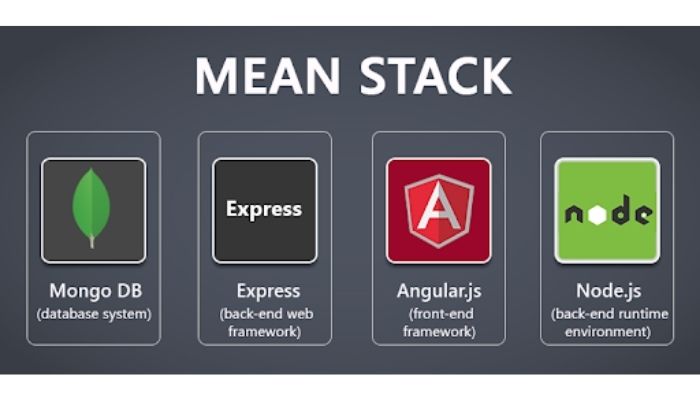 MEAN STACK
Express
node
Mongo DB
(database system)
Express
(back-end web
framework)
Angular.js
(front-end
framework)
Node.js
(back-end runtime
environment)